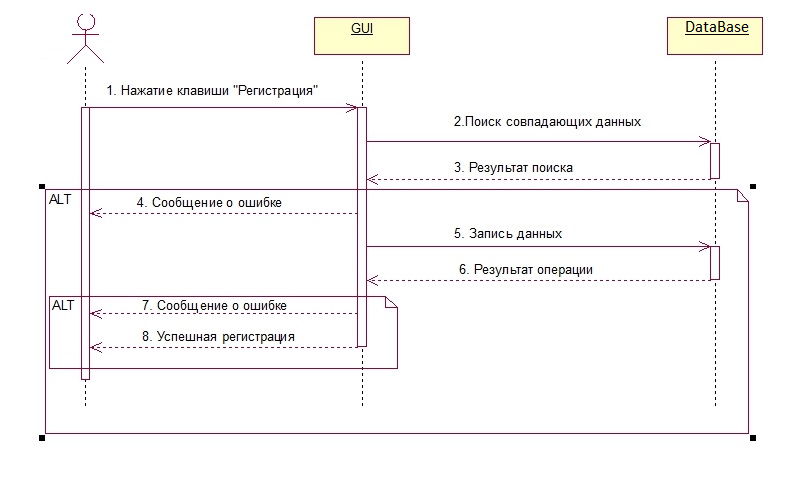 GUI
DataBase
1. Нажатие клавиши "Регистрация"
2.Поиск совпадающих данных
3. Результат поиска
ALT
4. Сообщение о ошибке
5. Запись данных
6. Результат операции
ALT
7. Сообщение о ошибке
8. Успешная регистрация